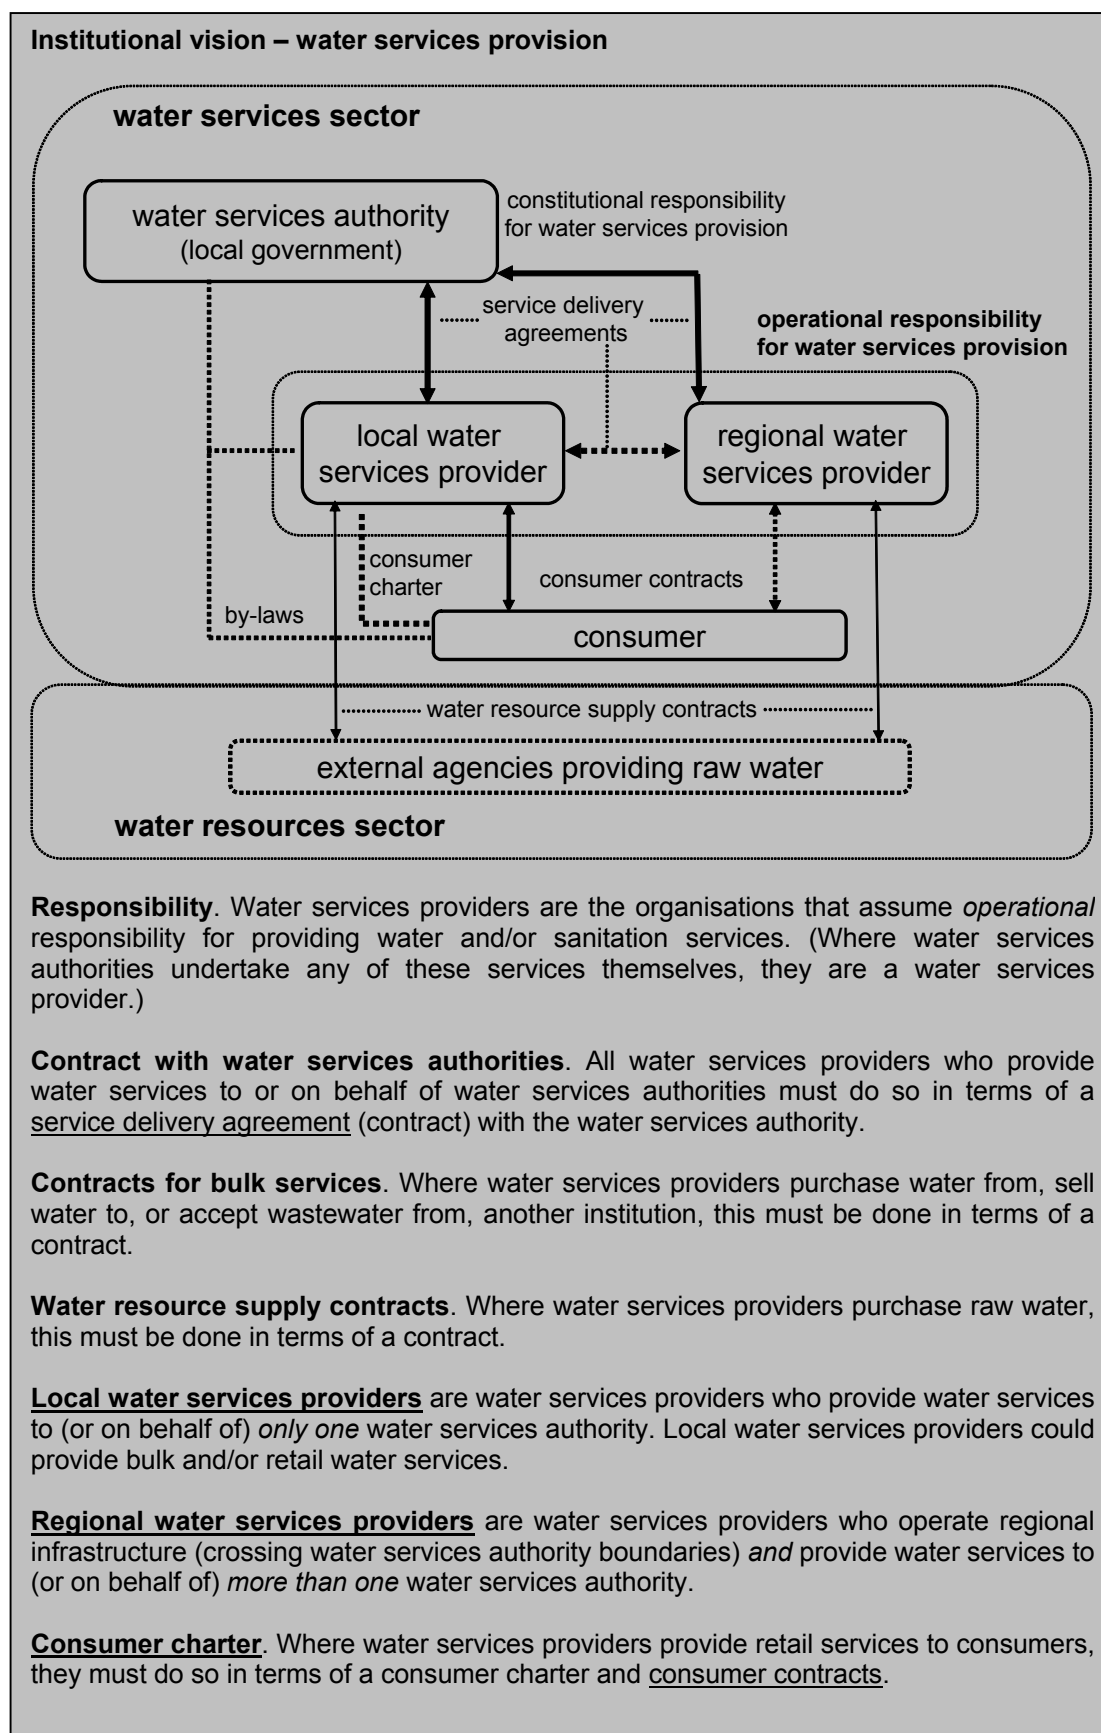 Institutional vision – water services provision
water services sector
water services authority
(local government)
constitutional responsibility
for water services provision
service delivery
agreements
operational responsibility
for water services provision
local water
services provider
regional water
services provider
consumer
charter
consumer contracts
by-laws
consumer
water resource supply contracts
external agencies providing raw water
water resources sector
Responsibility. Water services providers are the organisations that assume operational
responsibility for providing water and/or sanitation services. (Where water services
authorities undertake any of these services themselves, they are a water services
provider.)
Contract with water services authorities. All water services providers who provide
water services to or on behalf of water services authorities must do so in terms of a
service delivery agreement (contract) with the water services authority.
Contracts for bulk services. Where water services providers purchase water from, sell
water to, or accept wastewater from, another institution, this must be done in terms of a
contract.
Water resource supply contracts. Where water services providers purchase raw water,
this must be done in terms of a contract.
Local water services providers are water services providers who provide water services
to (or on behalf of) only one water services authority. Local water services providers could
provide bulk and/or retail water services.
Regional water services providers are water services providers who operate regional
infrastructure (crossing water services authority boundaries) and provide water services to
(or on behalf of) more than one water services authority.
Consumer charter. Where water services providers provide retail services to consumers,
they must do so in terms of a consumer charter and consumer contracts.